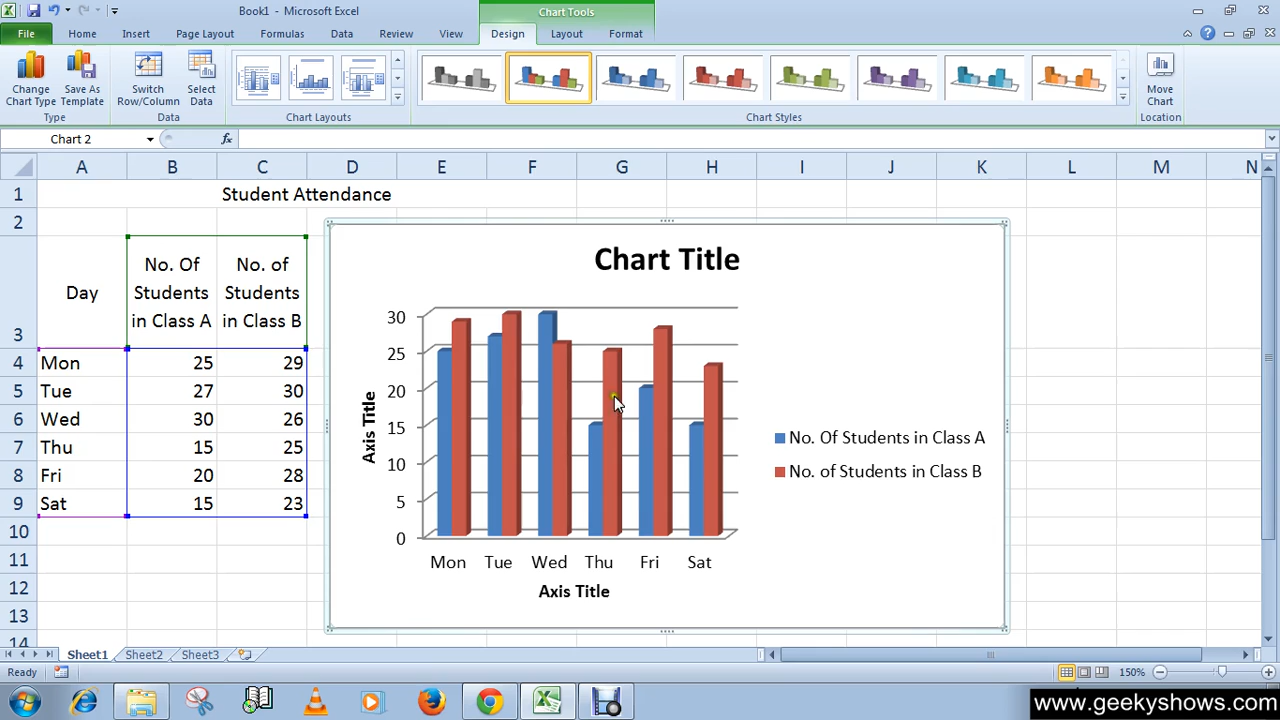 Book1 - Microsoft Excel
Chart Tools
File Home Insert Page Layout Formulas Data Review View Design Layout Format
Change Chart Type
Save As Template
Type
Switch Row/Column
Select Data
Data
Chart Layouts
Chart Styles
Move Chart
Location
Chart 2
fx
A B C D E F G H I J K L M N
1 Student Attendance
2
3 Day No. Of Students in Class A No. of Students in Class B
4 Mon 25 29
5 Tue 27 30
6 Wed 30 26
7 Thu 15 25
8 Fri 20 28
9 Sat 15 23
10
11
12
13
14
Chart Title
30
25
20
15
10
5
0
Axis Title
Mon Tue Wed Thu Fri Sat
Axis Title
No. Of Students in Class A
No. of Students in Class B
Sheet1 Sheet2 Sheet3
Ready
150%
www.geekyshows.com